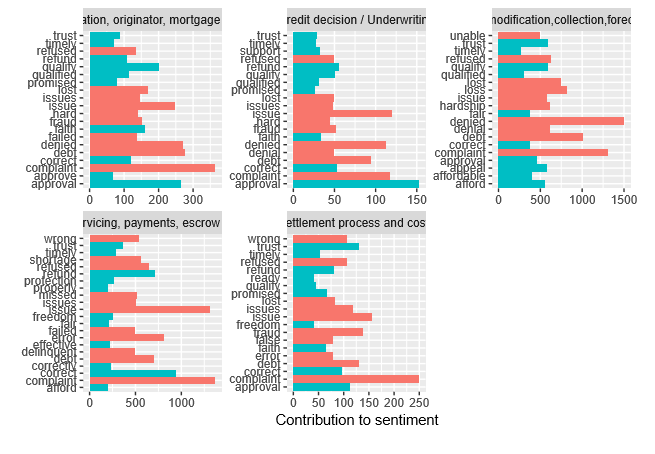 ation, originator, mortgage
trust
timely
refused
refund
quality
qualified
promised
lost
issues
issue
hard
fraud
faith
failed
denied
debt
correct
complaint
approve
approval
0 100 200 300
redit decision / Underwritin
trust
timely
support
refused
refund
qualify
qualified
promised
lost
issues
issue
hard
fraud
faith
denied
denial
debt
correct
complaint
approval
0 50 100 150
modification,collection,forec
unable
trust
timely
refused
qualify
qualified
lost
loss
issue
hardship
fair
denied
denial
debt
correct
complaint
approval
appeal
affordable
afford
0 500 1000 1500
rvicing, payments, escrow
wrong
trust
timely
shortage
refused
refund
protection
properly
missed
issues
issue
freedom
fair
failed
error
effective
delinquent
debt
correctly
correct
complaint
afford
0 500 1000
ettlement process and cos
wrong
trust
timely
refused
refund
ready
qualify
promised
lost
issues
issue
freedom
fraud
false
faith
error
debt
correct
complaint
approval
0 50 100 150 200 250
Contribution to sentiment